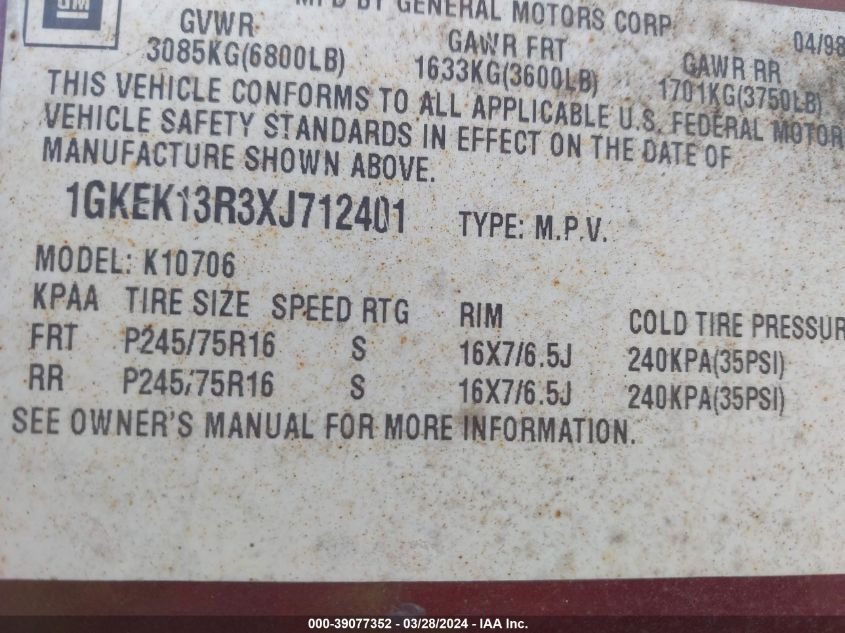 GM
MFD BY GENERAL MOTORS CORP 04/98
GVWR GAWR FRT GAWR RR
3085KG(6800LB) 1633KG(3600LB) 1701KG(3750LB)
THIS VEHICLE CONFORMS TO ALL APPLICABLE U.S. FEDERAL MOTOR
VEHICLE SAFETY STANDARDS IN EFFECT ON THE DATE OF
MANUFACTURE SHOWN ABOVE.
1GKEK13R3XJ712401 TYPE: M.P.V.
MODEL: K10706
KPAA TIRE SIZE SPEED RTG RIM COLD TIRE PRESSUR
FRT P245/75R16 S 16X7/6.5J 240KPA(35PSI)
RR P245/75R16 S 16X7/6.5J 240KPA(35PSI)
SEE OWNER'S MANUAL FOR MORE INFORMATION.
000-39077352 - 03/28/2024 - IAA Inc.